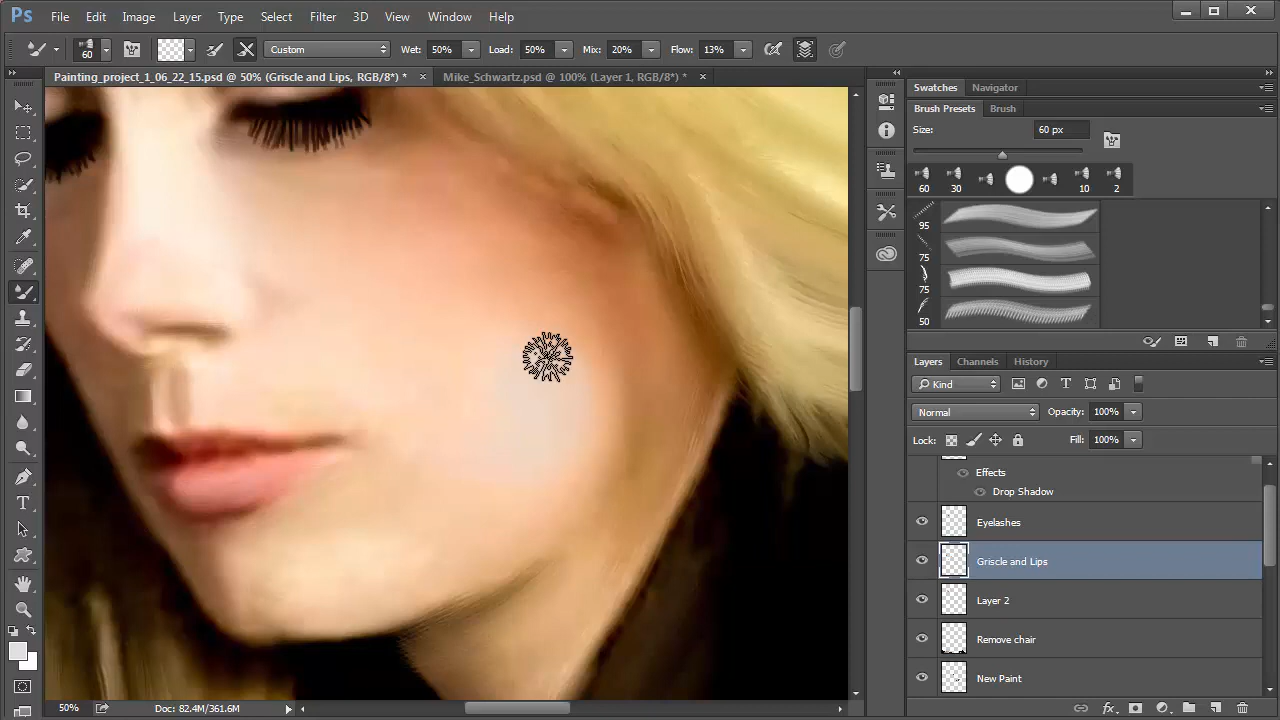 Ps File Edit Image Layer Type Select Filter 3D View Window Help
60 Custom Wet: 50% Load: 50% Mix: 20% Flow: 13%
Painting_project_1_06_22_15.psd @ 50% (Griscle and Lips, RGB/8*) * × Mike_Schwartz.psd @ 100% (Layer 1, RGB/8*) * ×
Swatches Navigator
Brush Presets Brush
Size: 60 px
60 30 10 2
95
75
75
50
Layers Channels History
Kind
Normal Opacity: 100%
Lock: Fill: 100%
Effects
Drop Shadow
Eyelashes
Griscle and Lips
Layer 2
Remove chair
New Paint
50% Doc: 82.4M/361.6M